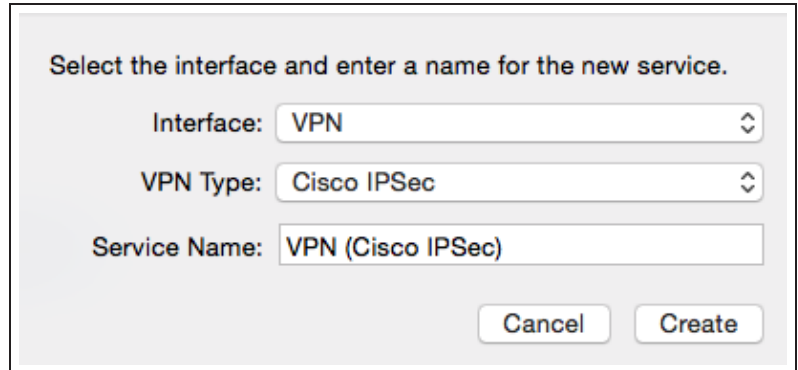 Select the interface and enter a name for the new service.
Interface: VPN
VPN Type: Cisco IPSec
Service Name: VPN (Cisco IPSec)
Cancel Create